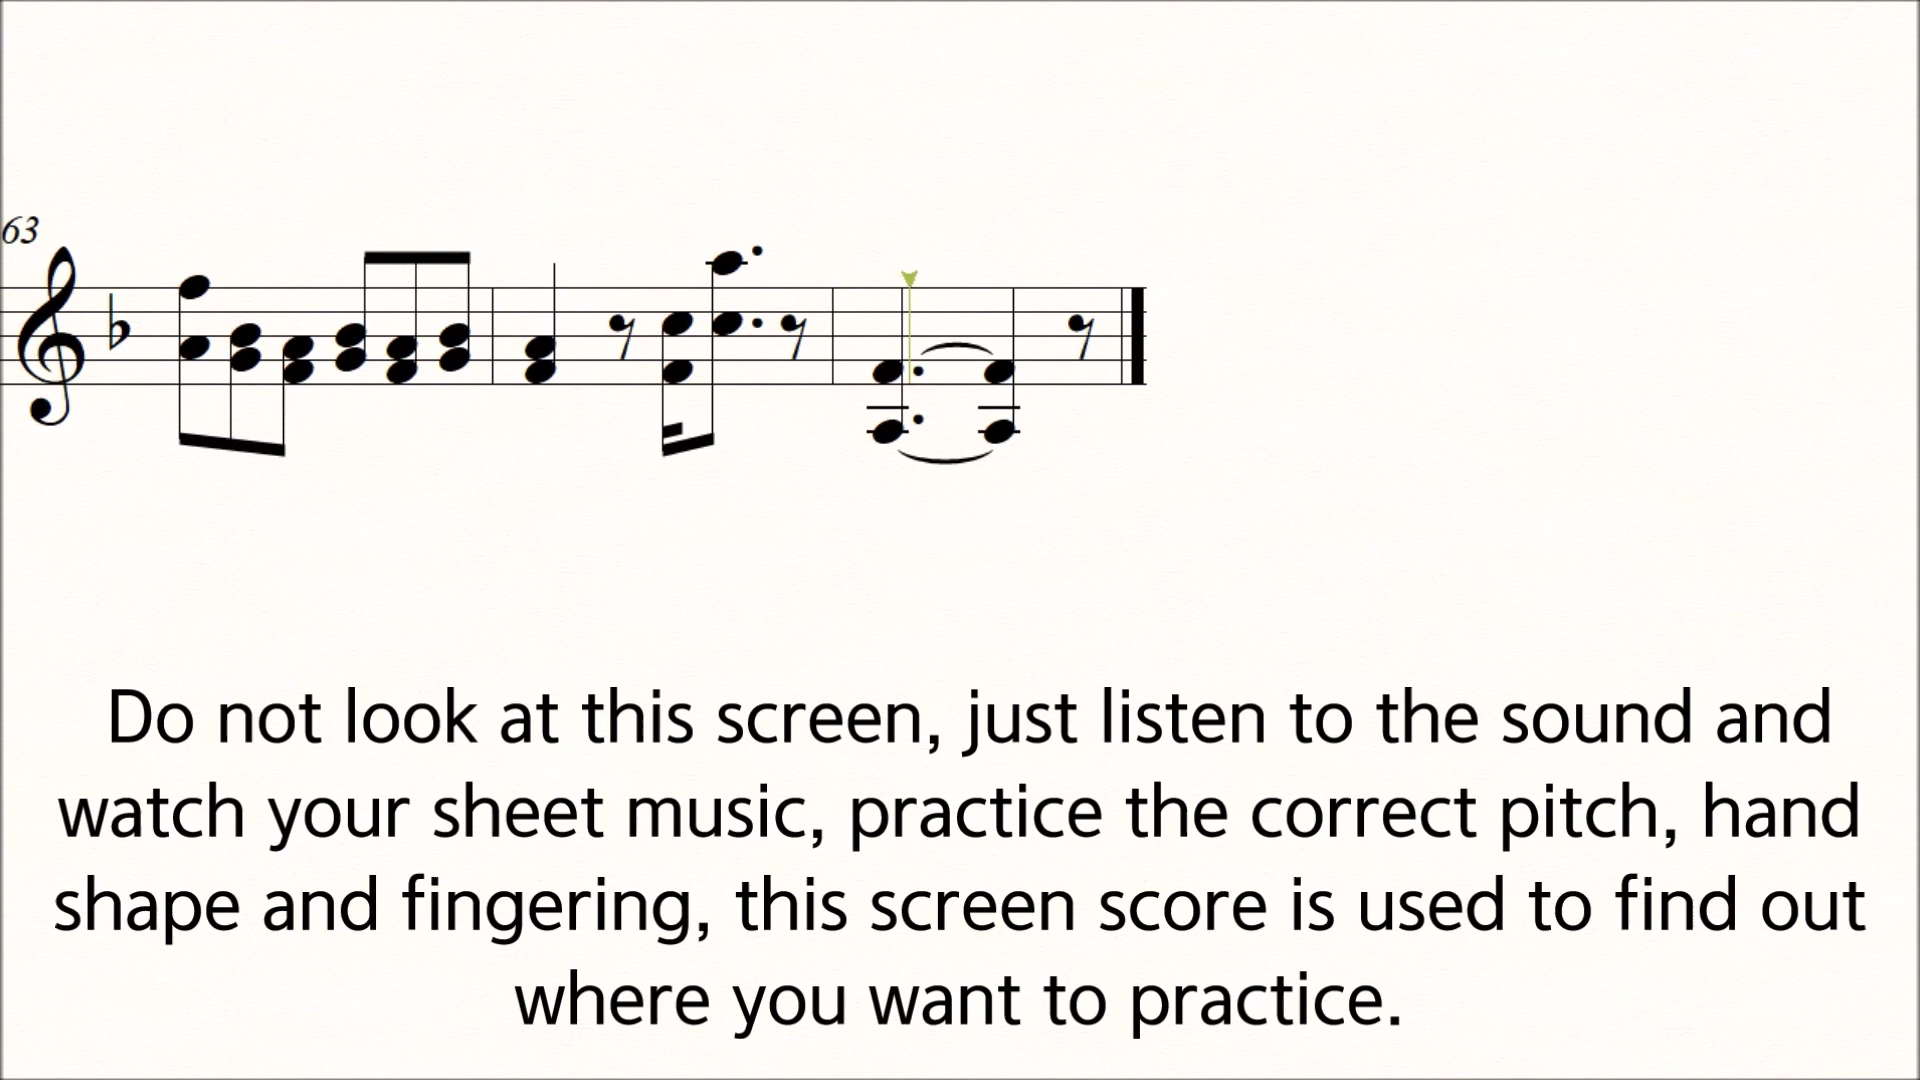 63
Do not look at this screen, just listen to the sound and
watch your sheet music, practice the correct pitch, hand
shape and fingering, this screen score is used to find out
where you want to practice.